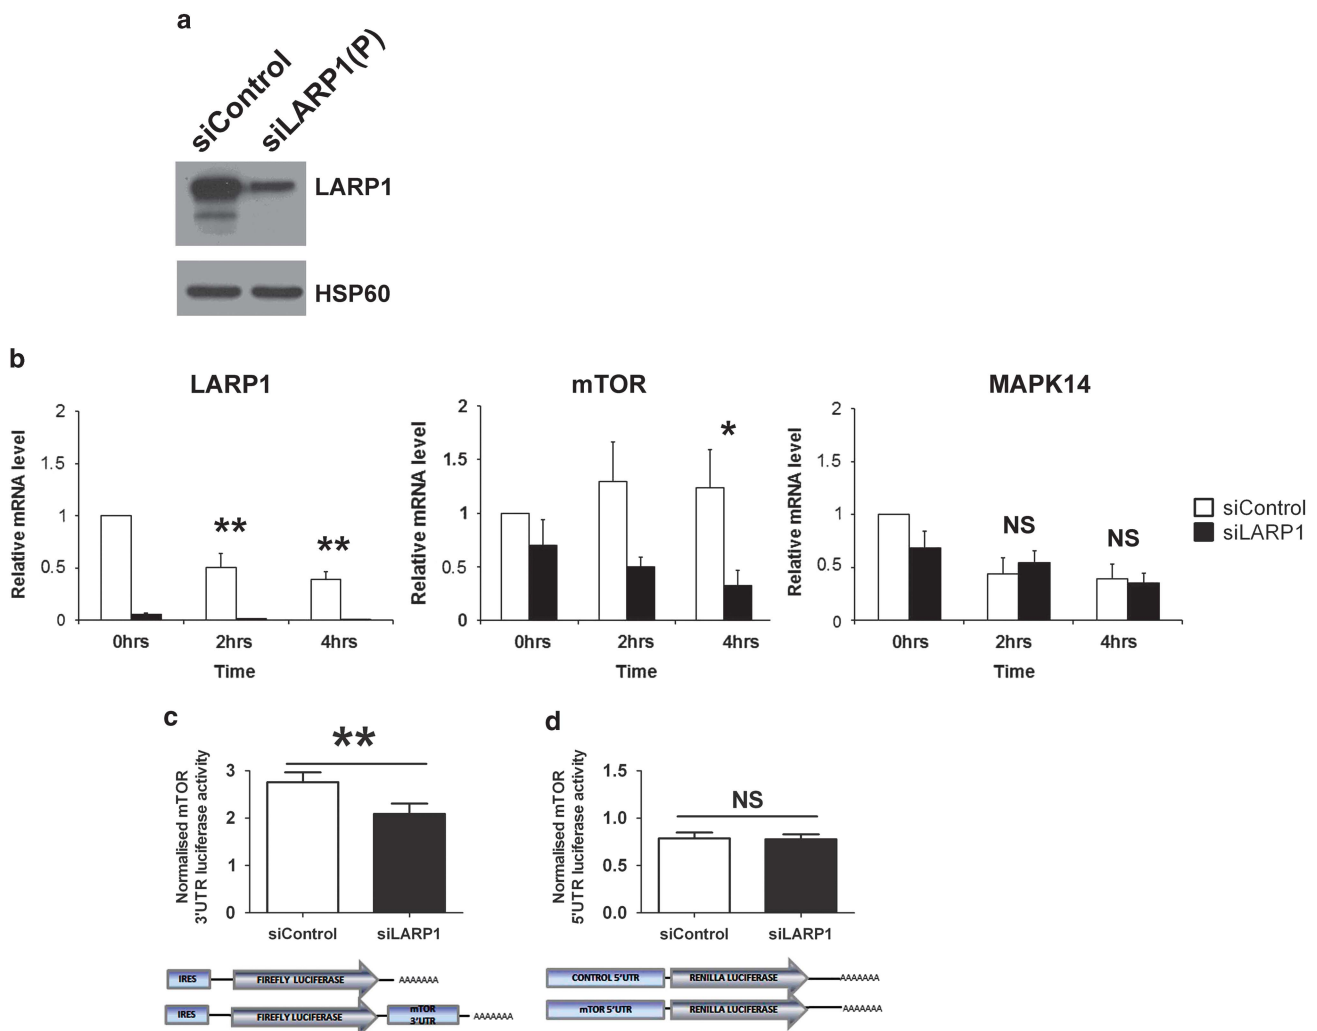 a
siControl
siLARP1(P)
LARP1
HSP60
b
LARP1
Relative mRNA level
2
1.5
1
0.5
0
**
**
0hrs 2hrs 4hrs
Time
mTOR
Relative mRNA level
2
1.5
1
0.5
0
*
0hrs 2hrs 4hrs
Time
MAPK14
Relative mRNA level
2
1.5
1
0.5
0
NS
NS
0hrs 2hrs 4hrs
Time
siControl
siLARP1
c
Normalised mTOR
3'UTR luciferase activity
3
2
1
0
**
siControl siLARP1
IRES FIREFLY LUCIFERASE AAAAAAA
IRES FIREFLY LUCIFERASE mTOR 3'UTR AAAAAAA
d
Normalised mTOR
5'UTR luciferase activity
1.5
1.0
0.5
0.0
NS
siControl siLARP1
CONTROL 5'UTR RENILLA LUCIFERASE AAAAAAA
mTOR 5'UTR RENILLA LUCIFERASE AAAAAAA